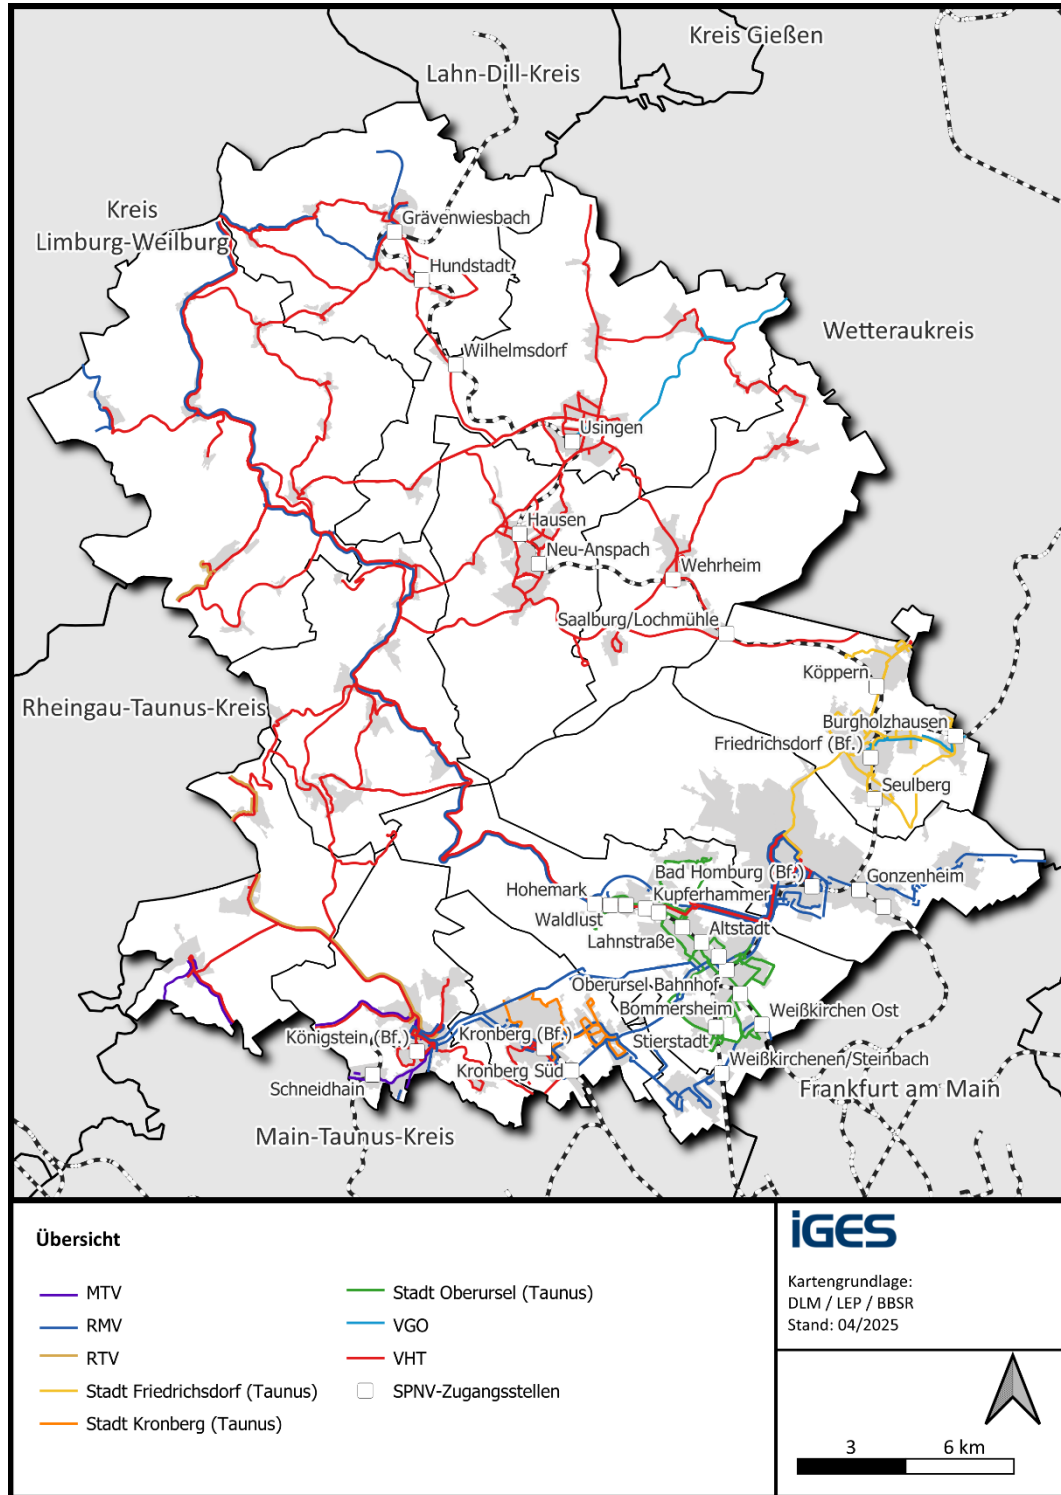 Kreis Gießen
Lahn-Dill-Kreis
Kreis
Limburg-Weilburg
Grävenwiesbach
Hundstadt
Wetteraukreis
Wilhelmsdorf
Usingen
Hausen
Neu-Anspach
Wehrheim
Saalburg/Lochmühle
Köppern
Rheingau-Taunus-Kreis
Burgholzhausen
Friedrichsdorf (Bf.)
Seulberg
Bad Homburg (Bf.)
Gonzenheim
Hohemark
Kupferhammer
Waldlust
Altstadt
Lahnstraße
Oberursel Bahnhof
Bommersheim
Weißkirchen Ost
Königstein (Bf.)
Kronberg (Bf.)
Stierstadt
Weißkirchenen/Steinbach
Kronberg Süd
Schneidhain
Frankfurt am Main
Main-Taunus-Kreis
Übersicht
MTV
RMV
RTV
Stadt Friedrichsdorf (Taunus)
Stadt Kronberg (Taunus)
Stadt Oberursel (Taunus)
VGO
VHT
SPNV-Zugangsstellen
iGES
Kartengrundlage:
DLM / LEP / BBSR
Stand: 04/2025
3 6 km